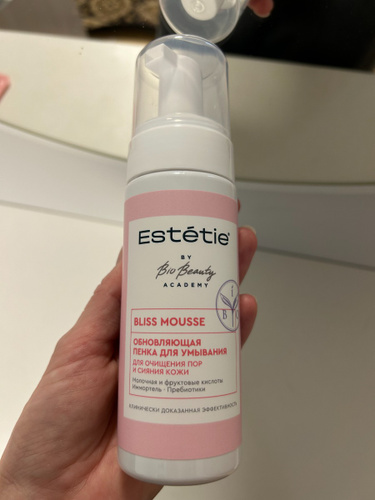 Estétie
BY
Bio Beauty
ACADEMY
BLISS MOUSSE
ОБНОВЛЯЮЩАЯ
ПЕНКА ДЛЯ УМЫВАНИЯ
ДЛЯ ОЧИЩЕНИЯ ПОР
И СИЯНИЯ КОЖИ
Молочная и фруктовые кислоты
Иммортель · Пребиотики
КЛИНИЧЕСКИ ДОКАЗАННАЯ ЭФФЕКТИВНОСТЬ